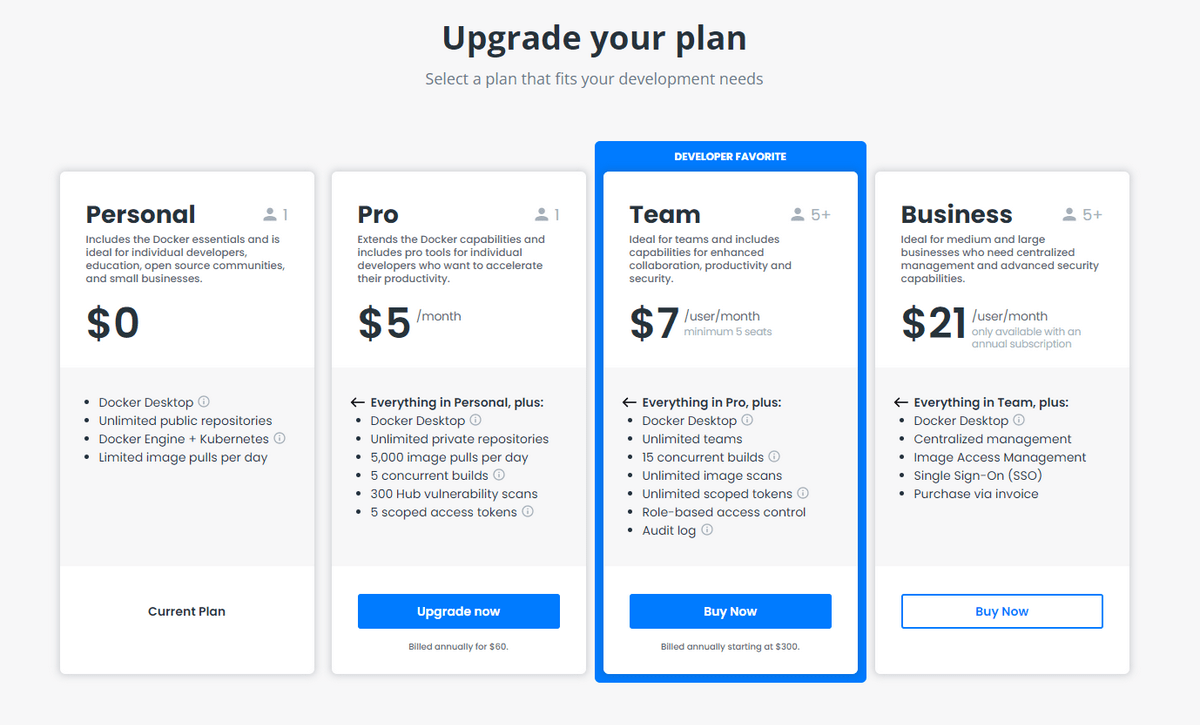 Upgrade your plan
Select a plan that fits your development needs
DEVELOPER FAVORITE
Personal
1
Includes the Docker essentials and is
ideal for individual developers,
education, open source communities,
and small businesses.
$0
Docker Desktop
Unlimited public repositories
Docker Engine + Kubernetes
Limited image pulls per day
Current Plan
Pro
1
Extends the Docker capabilities and
includes pro tools for individual
developers who want to accelerate
their productivity.
$5 /month
Everything in Personal, plus:
Docker Desktop
Unlimited private repositories
5,000 image pulls per day
5 concurrent builds
300 Hub vulnerability scans
5 scoped access tokens
Upgrade now
Billed annually for $60.
Team
5+
Ideal for teams and includes
capabilities for enhanced
collaboration, productivity and
security.
$7 /user/month
minimum 5 seats
Everything in Pro, plus:
Docker Desktop
Unlimited teams
15 concurrent builds
Unlimited image scans
Unlimited scoped tokens
Role-based access control
Audit log
Buy Now
Billed annually starting at $300.
Business
5+
Ideal for medium and large
businesses who need centralized
management and advanced security
capabilities.
$21 /user/month
only available with an
annual subscription
Everything in Team, plus:
Docker Desktop
Centralized management
Image Access Management
Single Sign-On (SSO)
Purchase via invoice
Buy Now